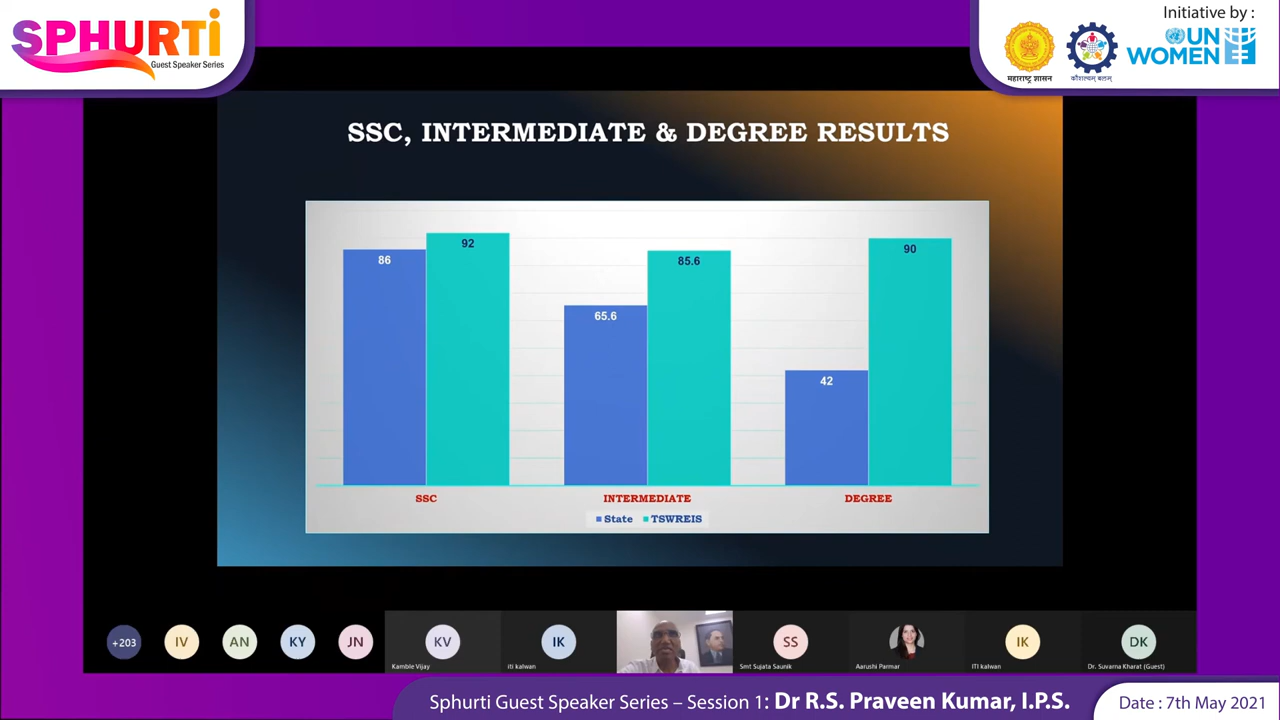 SPHURTI
Guest Speaker Series
Initiative by :
महाराष्ट्र शासन
कौशल्यम् बलम्
UN
WOMEN
SSC, INTERMEDIATE & DEGREE RESULTS
86
92
65.6
85.6
42
90
SSC
INTERMEDIATE
DEGREE
State
TSWREIS
+203
IV
AN
KY
JN
KV
Kamble Vijay
IK
iti kalwan
SS
Smt Sujata Saunik
Aarushi Parmar
IK
ITI kalwan
DK
Dr. Suvarna Kharat (Guest)
Sphurti Guest Speaker Series – Session 1: Dr R.S. Praveen Kumar, I.P.S.
Date : 7th May 2021